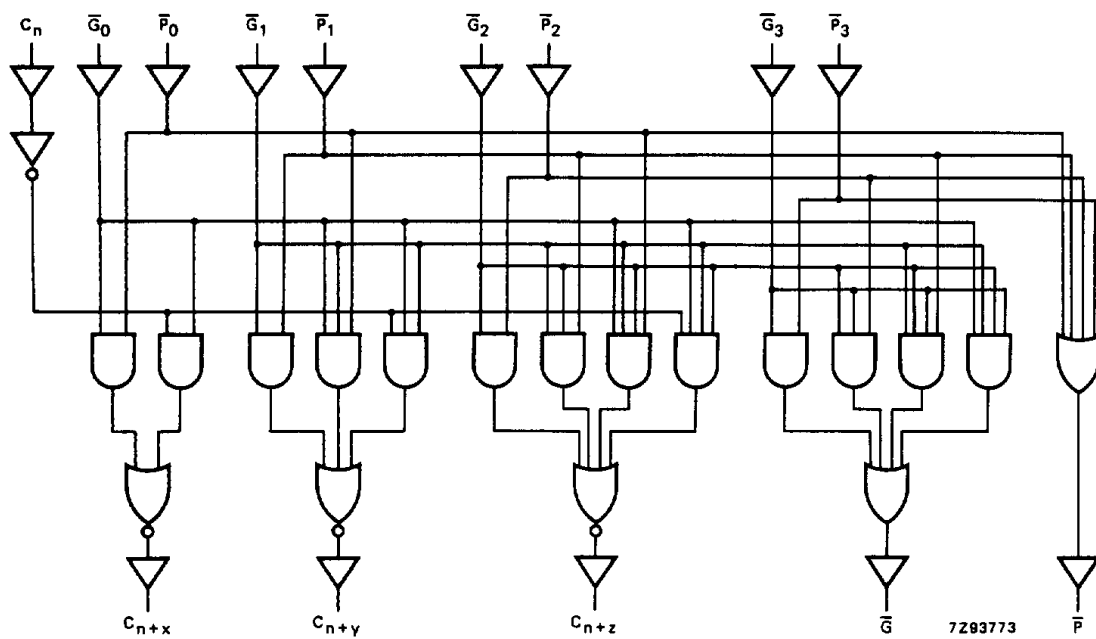 Cn G̅0 P̅0 G̅1 P̅1 G̅2 P̅2 G̅3 P̅3
Cn+x Cn+y Cn+z G̅ 7Z93773 P̅